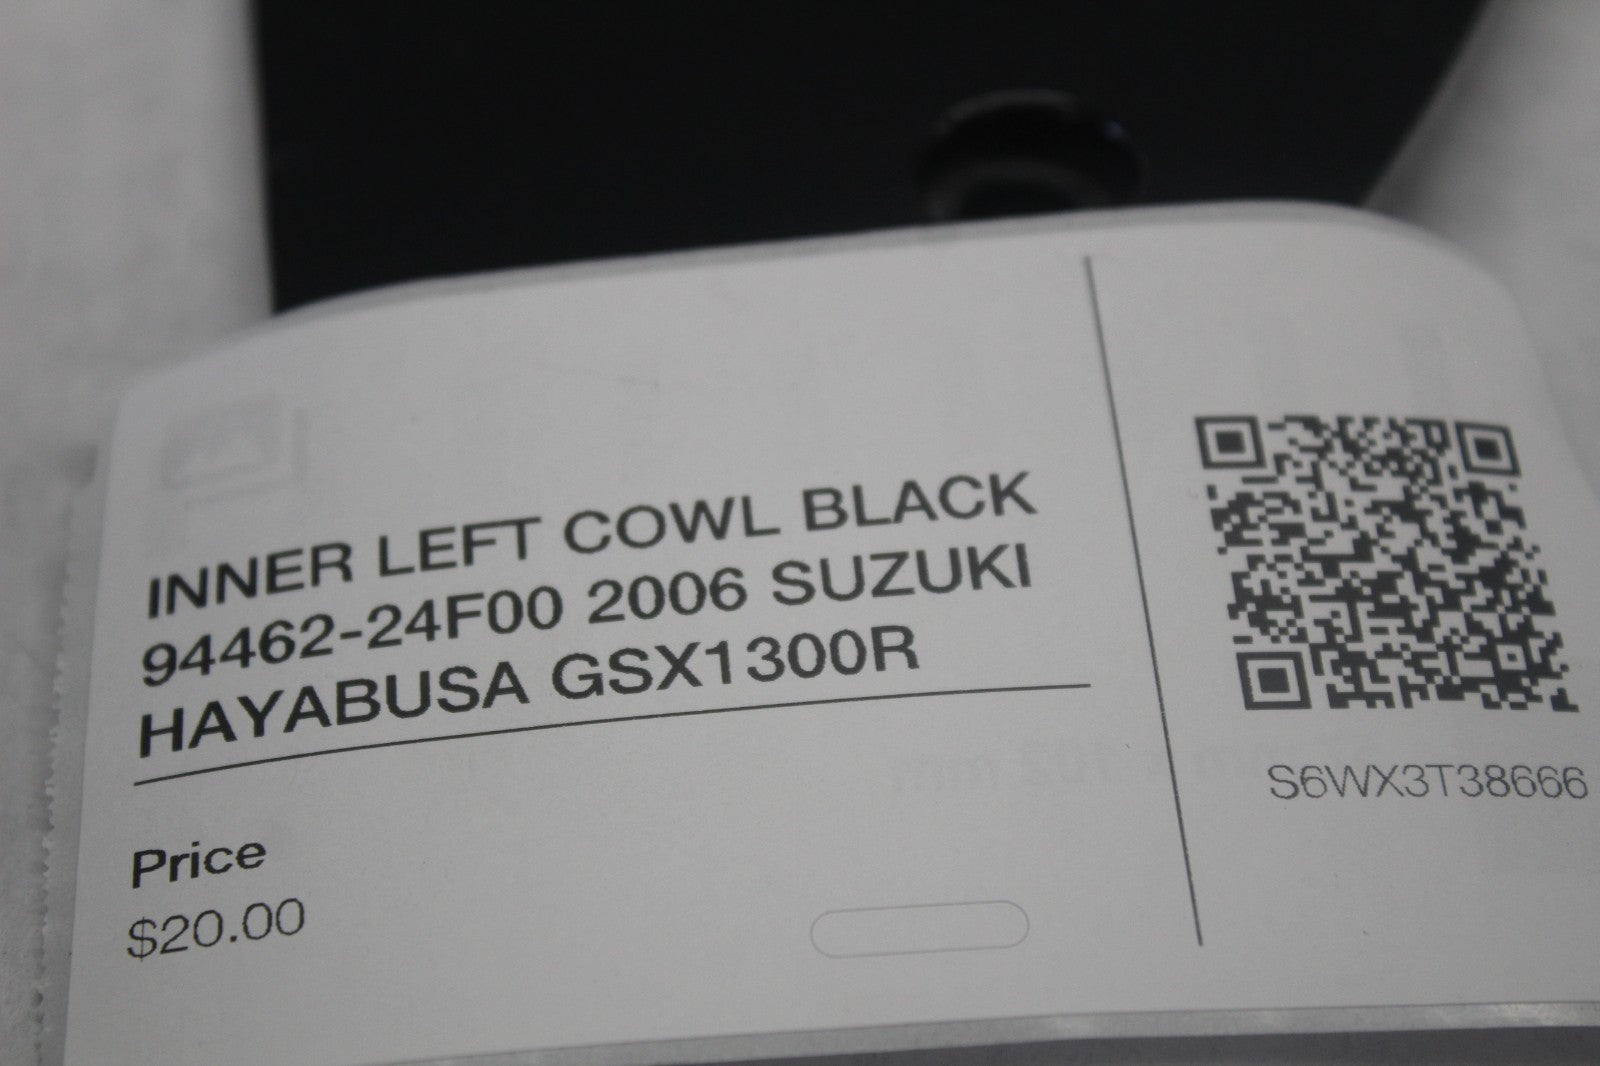 INNER LEFT COWL BLACK
94462-24F00 2006 SUZUKI
HAYABUSA GSX1300R
Price
$20.00
S6WX3T38666